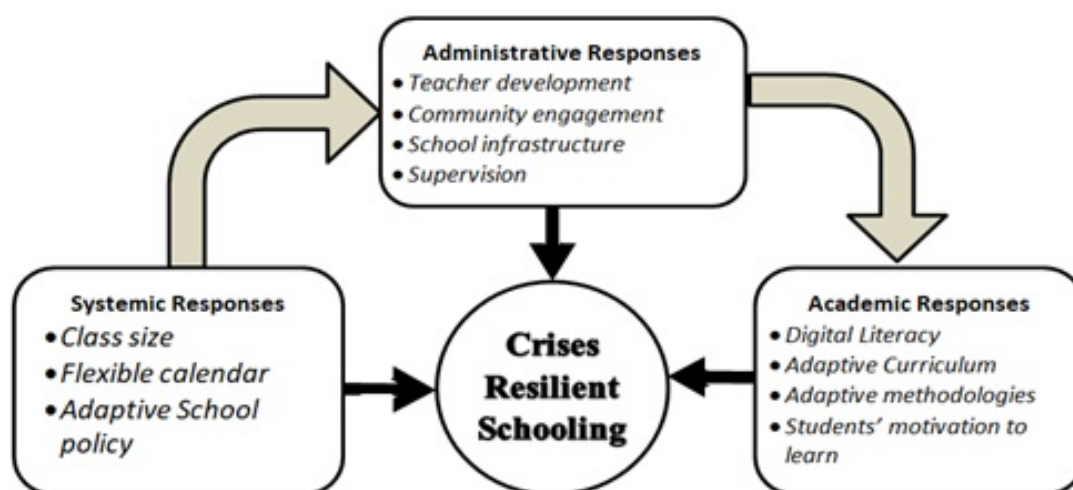 Administrative Responses
• Teacher development
• Community engagement
• School infrastructure
• Supervision
Systemic Responses
• Class size
• Flexible calendar
• Adaptive School
policy
Crises
Resilient
Schooling
Academic Responses
• Digital Literacy
• Adaptive Curriculum
• Adaptive methodologies
• Students’ motivation to
learn